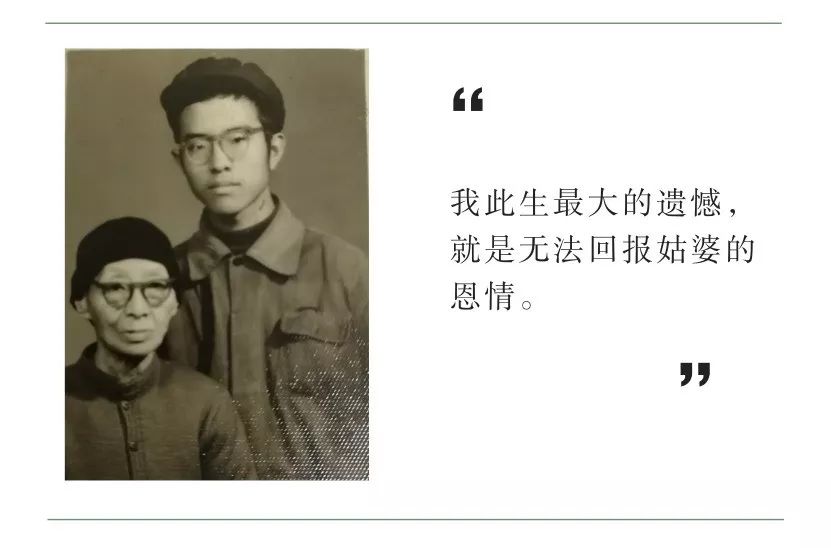 “
我此生最大的遗憾，
就是无法回报姑婆的
恩情。
”